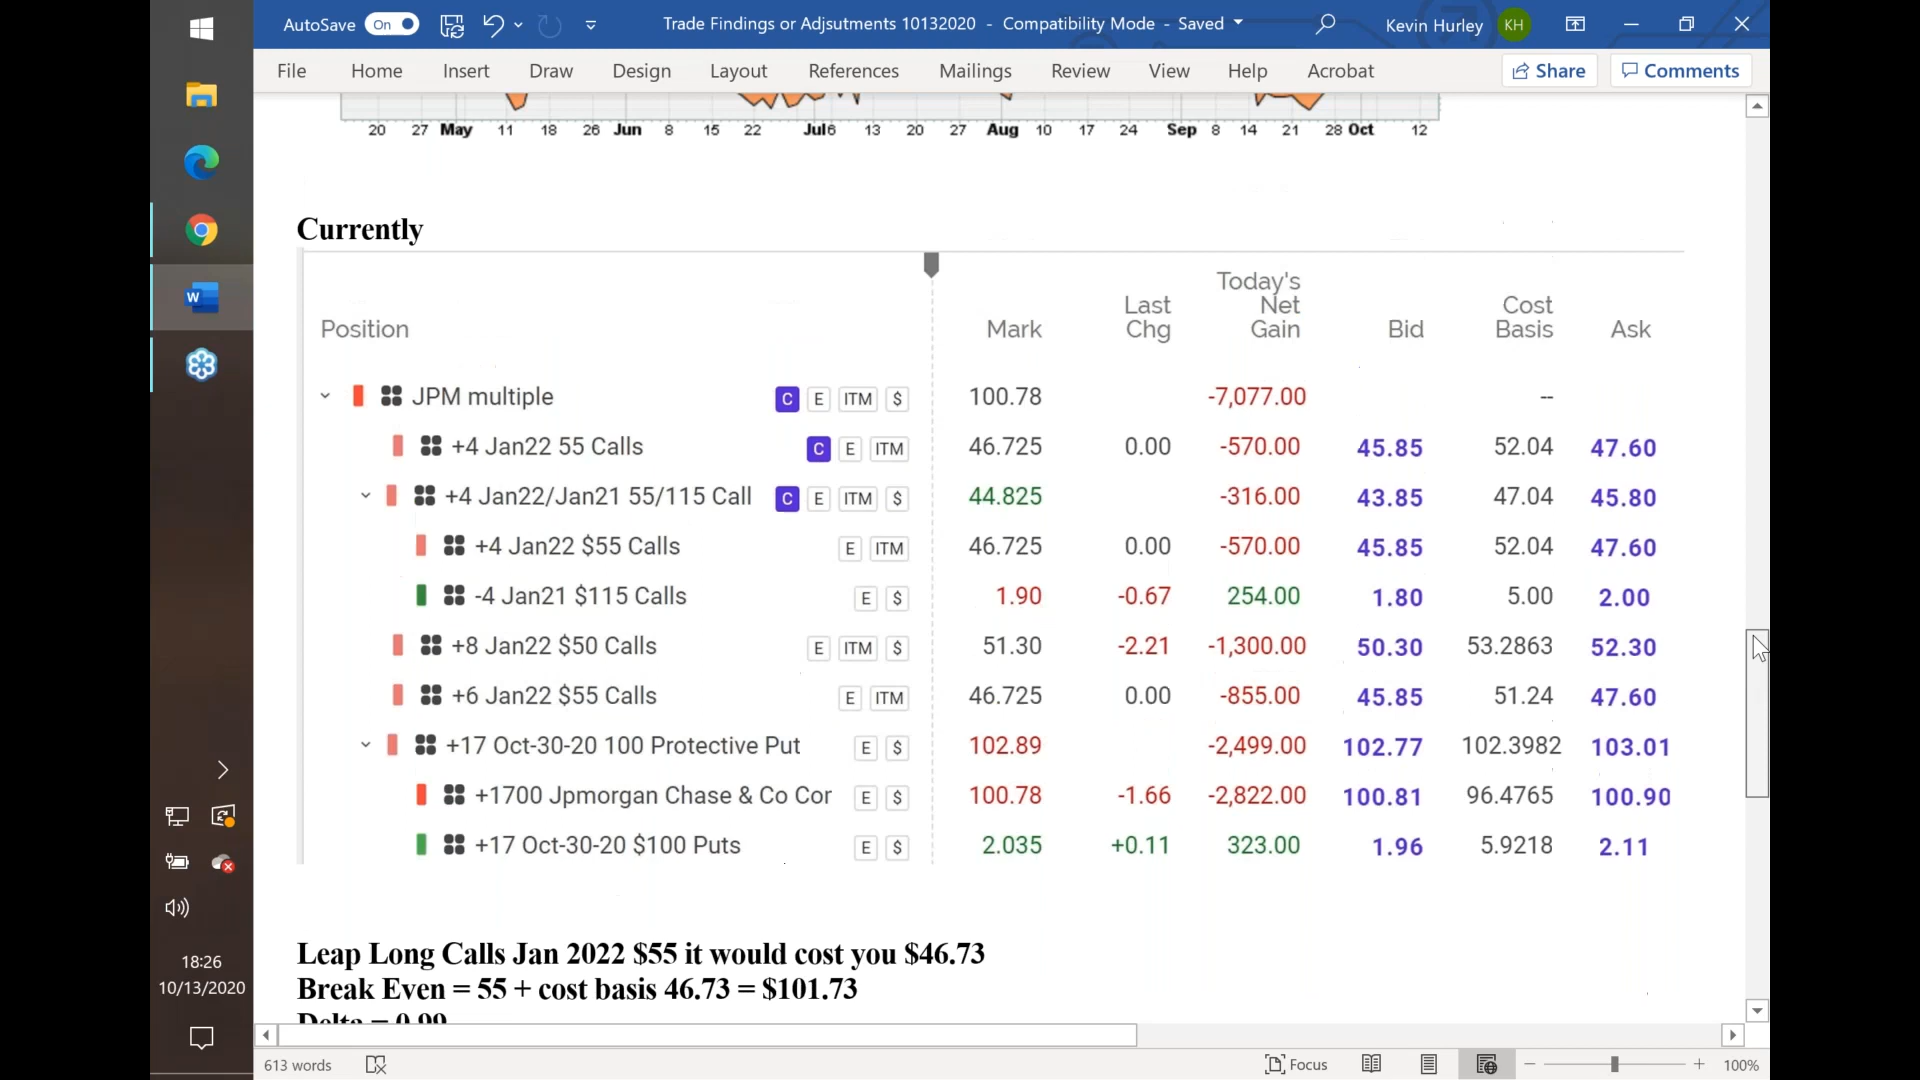 AutoSave On Trade Findings or Adjsutments 10132020 - Compatibility Mode - Saved Kevin Hurley KH
File Home Insert Draw Design Layout References Mailings Review View Help Acrobat Share Comments
20 27 May 11 18 26 Jun 8 15 22 Jul6 13 20 27 Aug 10 17 24 Sep 8 14 21 28 Oct 12
Currently
Position Mark Last Chg Today's Net Gain Bid Cost Basis Ask
JPM multiple C E ITM $ 100.78 -7,077.00 --
+4 Jan22 55 Calls C E ITM 46.725 0.00 -570.00 45.85 52.04 47.60
+4 Jan22/Jan21 55/115 Call C E ITM $ 44.825 -316.00 43.85 47.04 45.80
+4 Jan22 $55 Calls E ITM 46.725 0.00 -570.00 45.85 52.04 47.60
-4 Jan21 $115 Calls E $ 1.90 -0.67 254.00 1.80 5.00 2.00
+8 Jan22 $50 Calls E ITM $ 51.30 -2.21 -1,300.00 50.30 53.2863 52.30
+6 Jan22 $55 Calls E ITM 46.725 0.00 -855.00 45.85 51.24 47.60
+17 Oct-30-20 100 Protective Put E $ 102.89 -2,499.00 102.77 102.3982 103.01
+1700 Jpmorgan Chase & Co Cor E $ 100.78 -1.66 -2,822.00 100.81 96.4765 100.90
+17 Oct-30-20 $100 Puts E $ 2.035 +0.11 323.00 1.96 5.9218 2.11
Leap Long Calls Jan 2022 $55 it would cost you $46.73
Break Even = 55 + cost basis 46.73 = $101.73
Delta = 0.99
18:26
10/13/2020
613 words Focus 100%